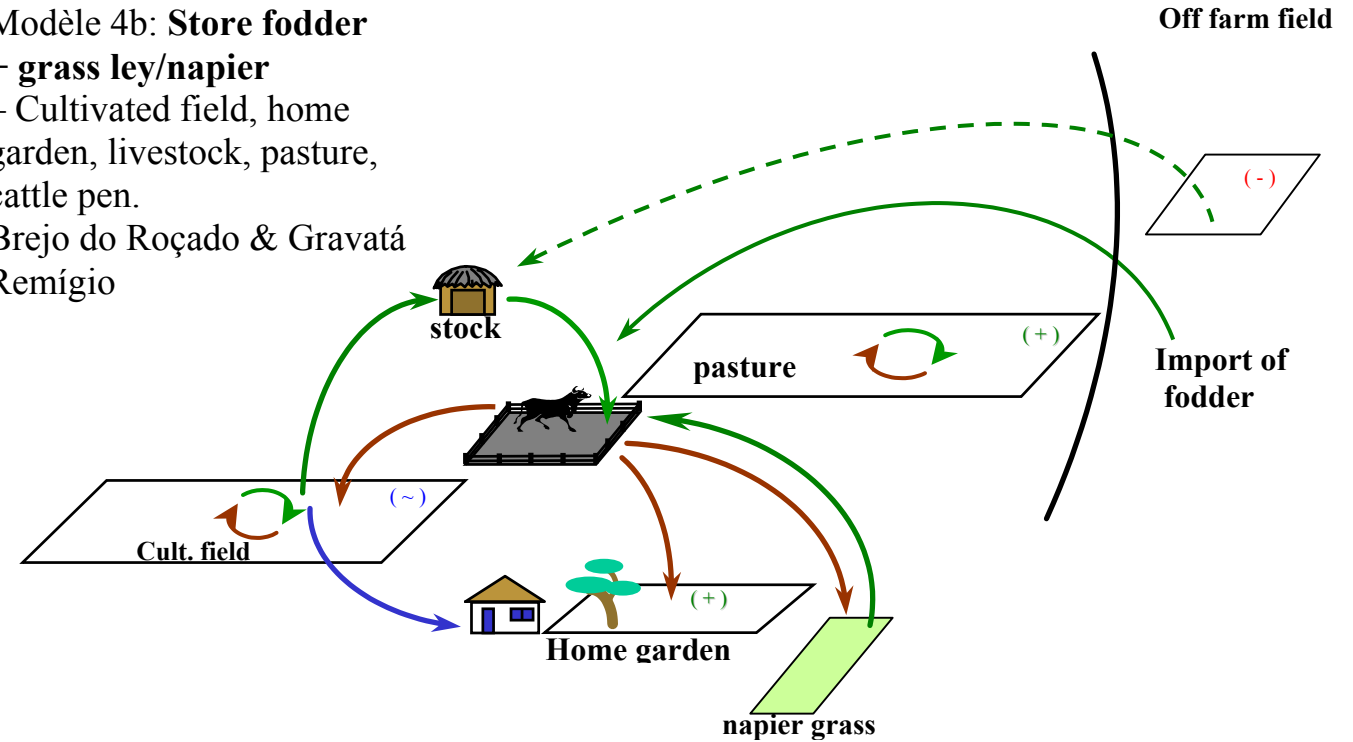 Modèle 4b: Store fodder
+ grass ley/napier
– Cultivated field, home
garden, livestock, pasture,
cattle pen.
Brejo do Roçado & Gravatá
Remígio
Off farm field
( - )
stock
pasture
( + )
Import of
fodder
( ~ )
Cult. field
( + )
Home garden
napier grass